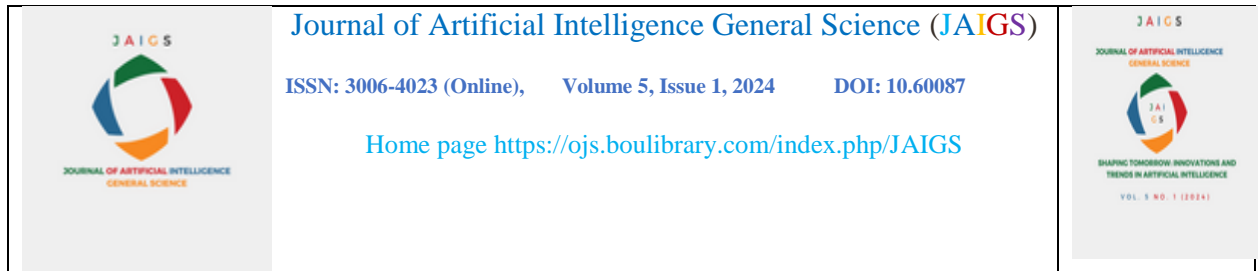 JAIGS
JOURNAL OF ARTIFICIAL INTELLIGENCE
GENERAL SCIENCE
Journal of Artificial Intelligence General Science (JAIGS)
ISSN: 3006-4023 (Online), Volume 5, Issue 1, 2024 DOI: 10.60087
Home page https://ojs.boulibrary.com/index.php/JAIGS
JAIGS
JOURNAL OF ARTIFICIAL INTELLIGENCE
GENERAL SCIENCE
JAI
GS
SHAPING TOMORROW: INNOVATIONS AND
TRENDS IN ARTIFICIAL INTELLIGENCE
VOL. 5 NO. 1 (2024)